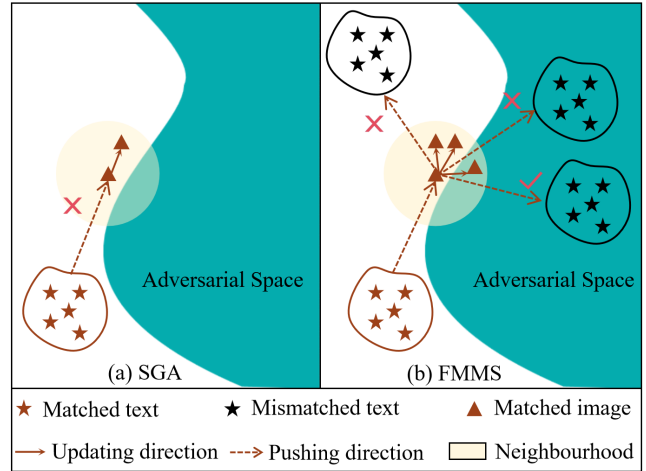 Adversarial Space
(a) SGA
Adversarial Space
(b) FMMS
Matched text
Mismatched text
Matched image
Updating direction
Pushing direction
Neighbourhood